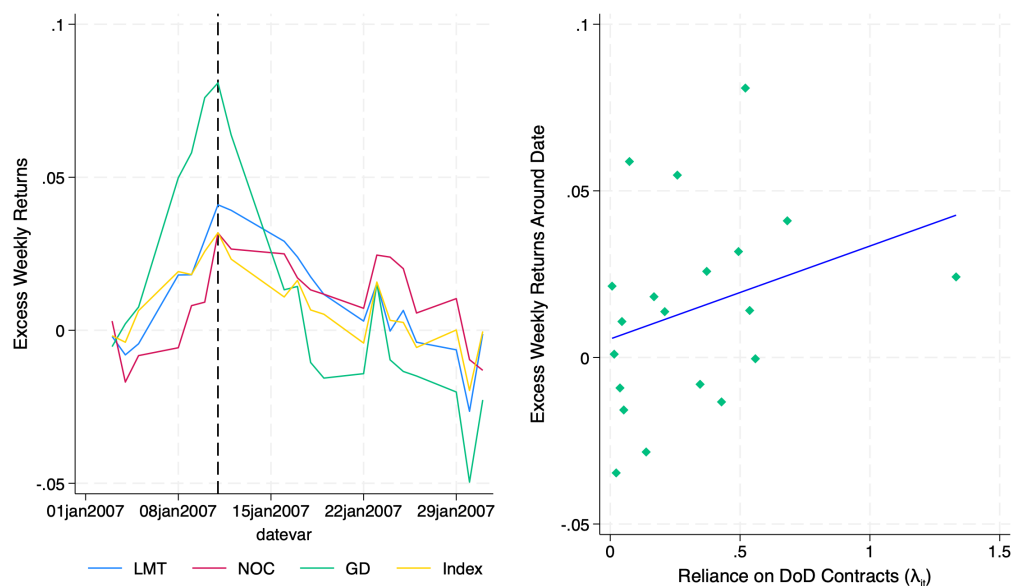 Excess Weekly Returns
.1
.05
0
-.05
01jan2007 08jan2007 15jan2007 22jan2007 29jan2007
datevar
LMT NOC GD Index
Excess Weekly Returns Around Date
.1
.05
0
-.05
0 .5 1 1.5
Reliance on DoD Contracts (λit)